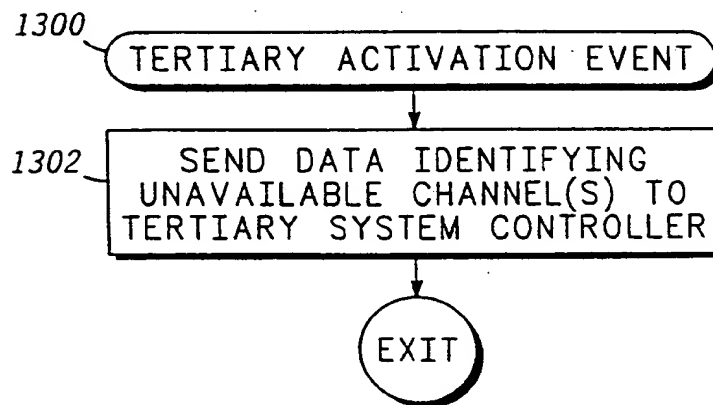 1300
TERTIARY ACTIVATION EVENT
1302
SEND DATA IDENTIFYING
UNAVAILABLE CHANNEL(S) TO
TERTIARY SYSTEM CONTROLLER
EXIT